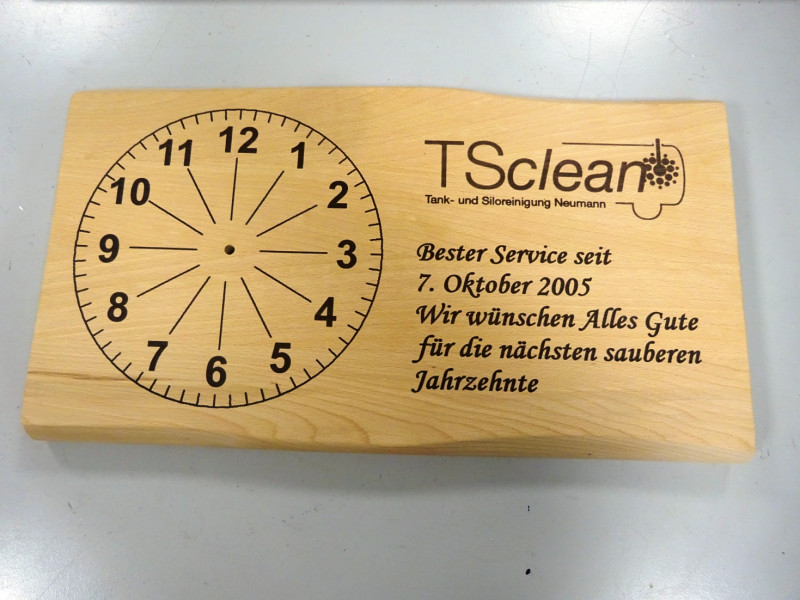 12
1
2
3
4
5
6
7
8
9
10
11
TSclean
Tank- und Siloreinigung Neumann
Bester Service seit
7. Oktober 2005
Wir wünschen Alles Gute
für die nächsten sauberen
Jahrzehnte